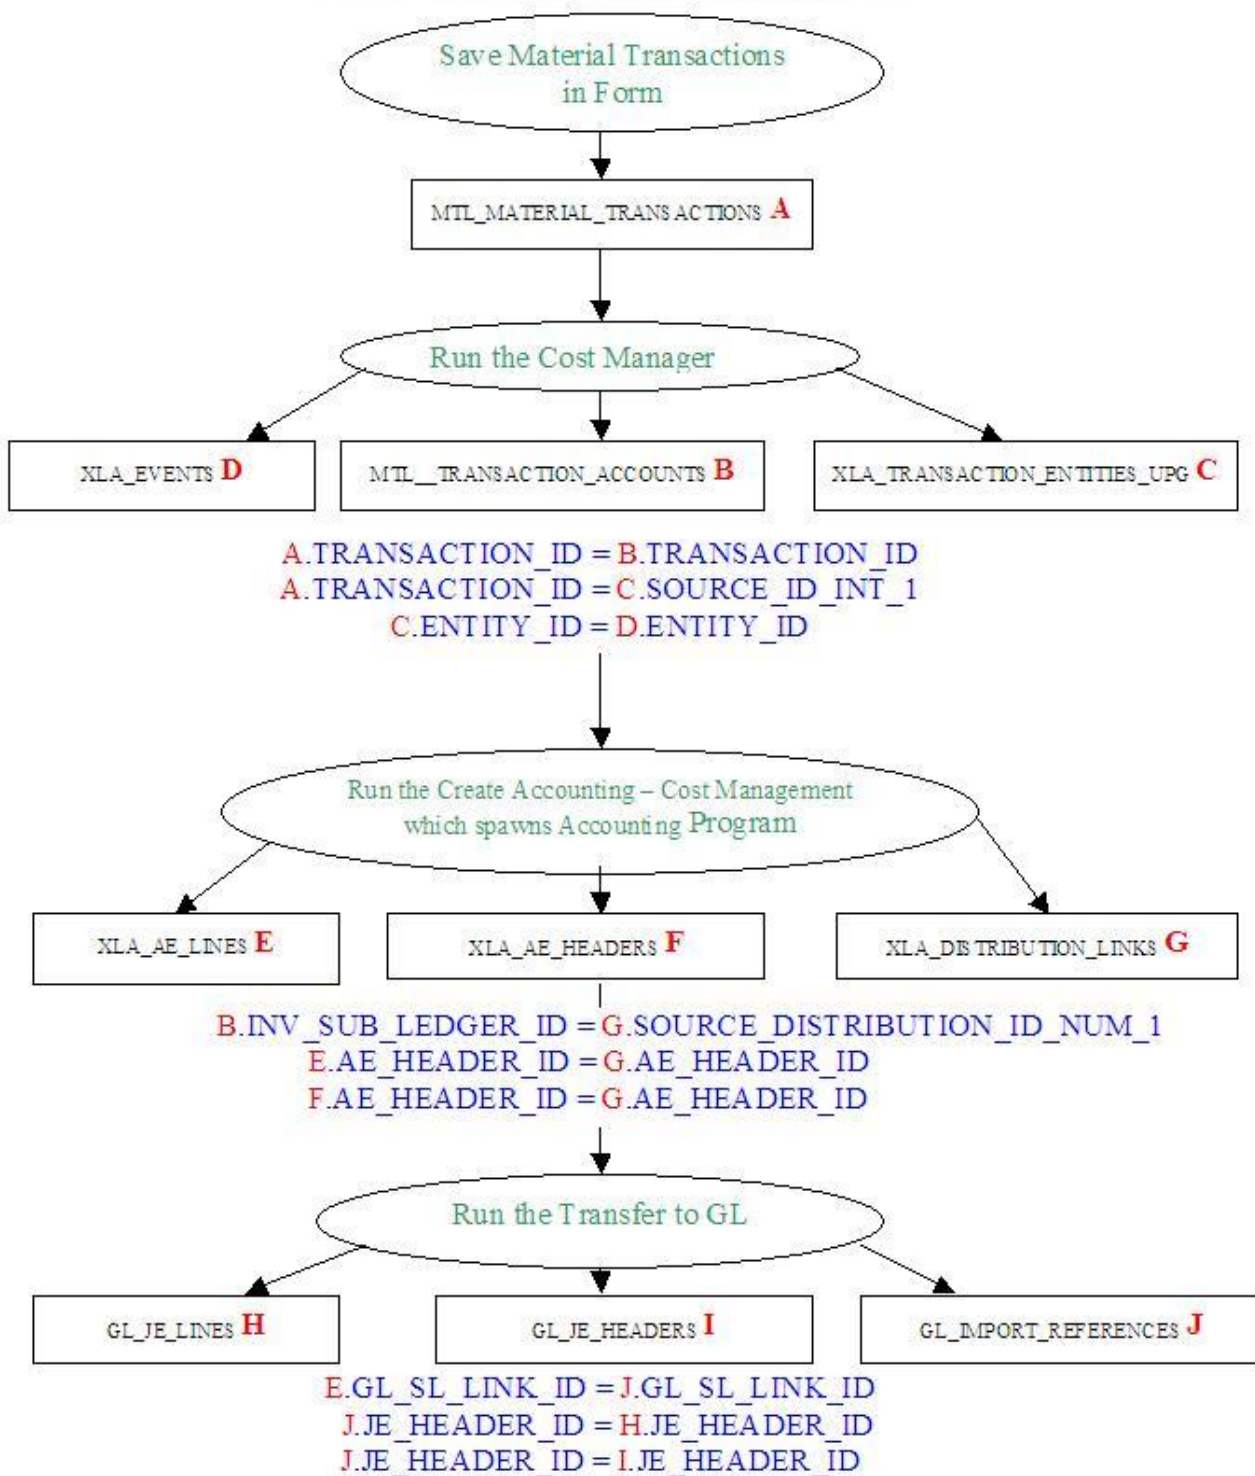 Save Material Transactions
in Form
MTL_MATERIAL_TRANSACTIONS A
Run the Cost Manager
XLA_EVENTS D
MTL__TRANSACTION_ACCOUNTS B
XLA_TRANSACTION_ENTITIES_UPG C
A.TRANSACTION_ID = B.TRANSACTION_ID
A.TRANSACTION_ID = C.SOURCE_ID_INT_1
C.ENTITY_ID = D.ENTITY_ID
Run the Create Accounting – Cost Management
which spawns Accounting Program
XLA_AE_LINES E
XLA_AE_HEADERS F
XLA_DISTRIBUTION_LINKS G
B.INV_SUB_LEDGER_ID = G.SOURCE_DISTRIBUTION_ID_NUM_1
E.AE_HEADER_ID = G.AE_HEADER_ID
F.AE_HEADER_ID = G.AE_HEADER_ID
Run the Transfer to GL
GL_JE_LINES H
GL_JE_HEADERS I
GL_IMPORT_REFERENCES J
E.GL_SL_LINK_ID = J.GL_SL_LINK_ID
J.JE_HEADER_ID = H.JE_HEADER_ID
J.JE_HEADER_ID = I.JE_HEADER_ID